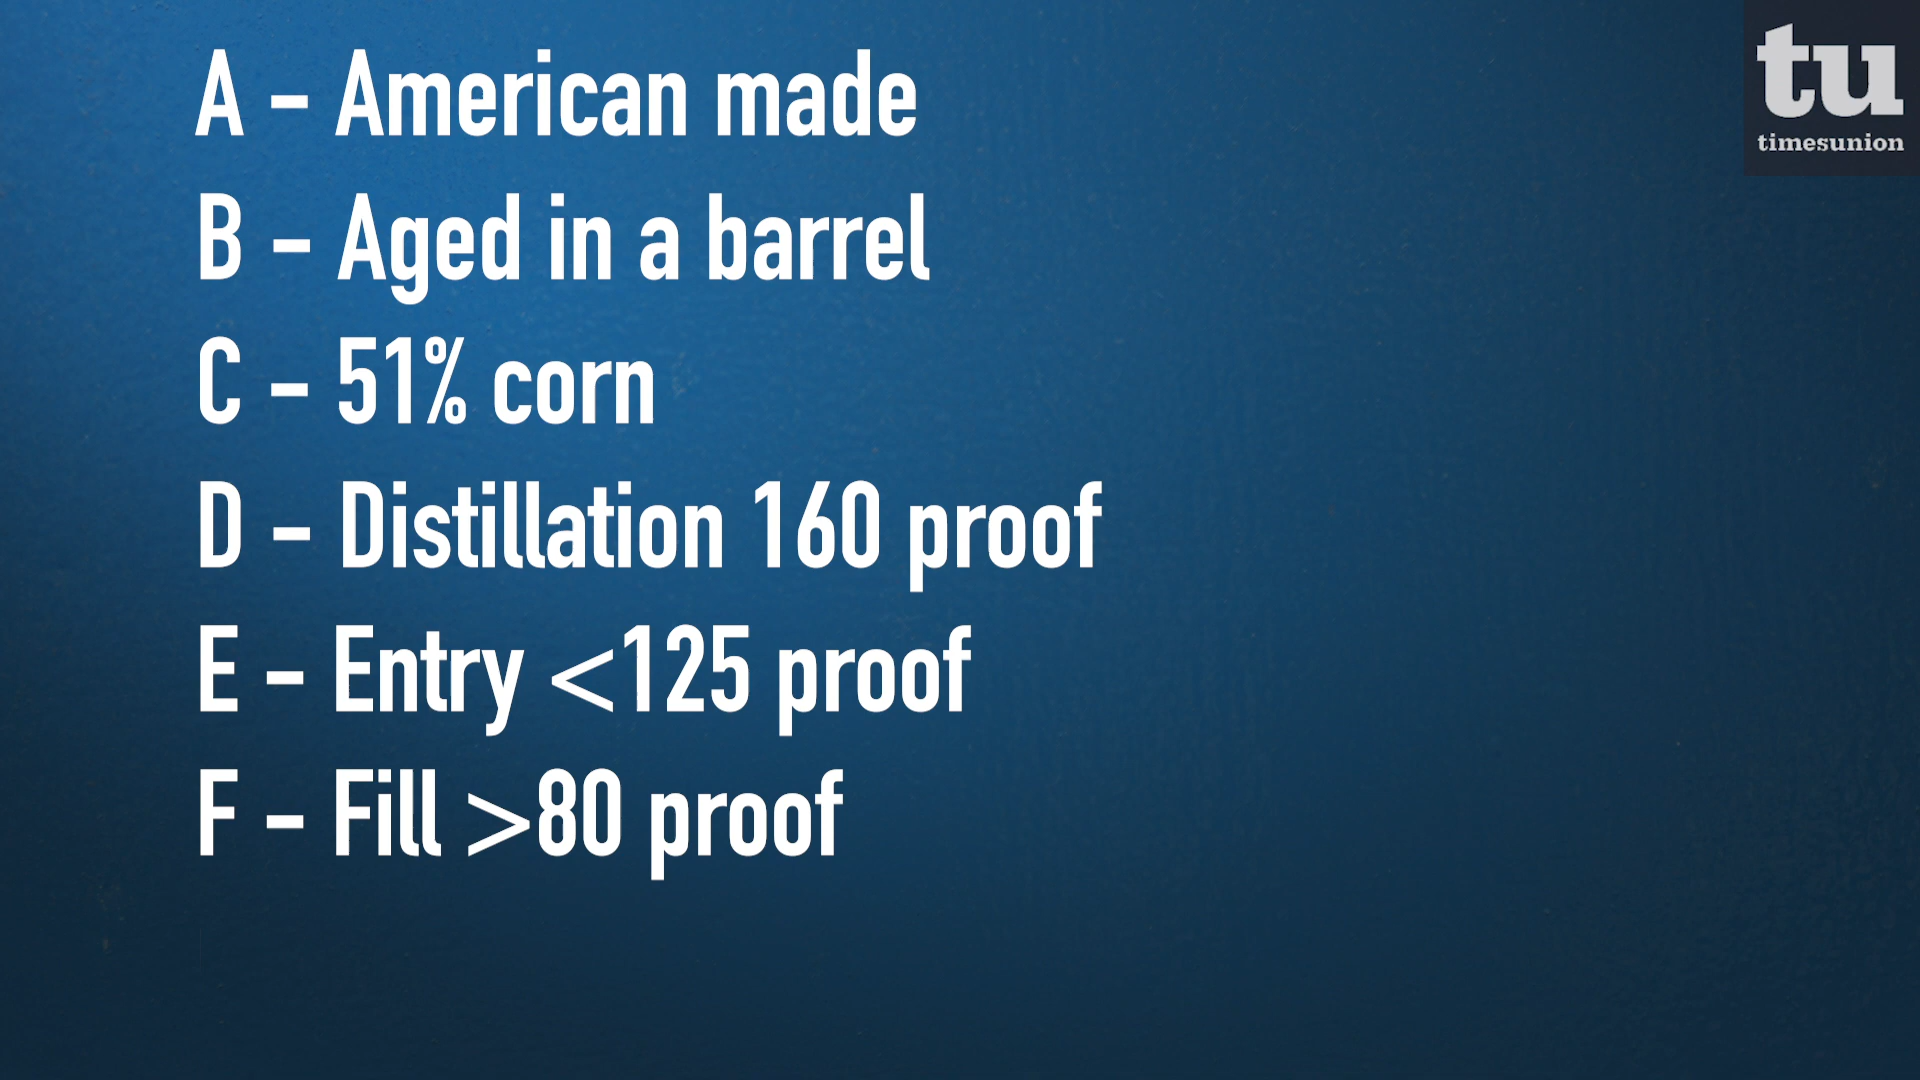 A – American made
B – Aged in a barrel
C – 51% corn
D – Distillation 160 proof
E – Entry <125 proof
F – Fill >80 proof
tu
timesunion